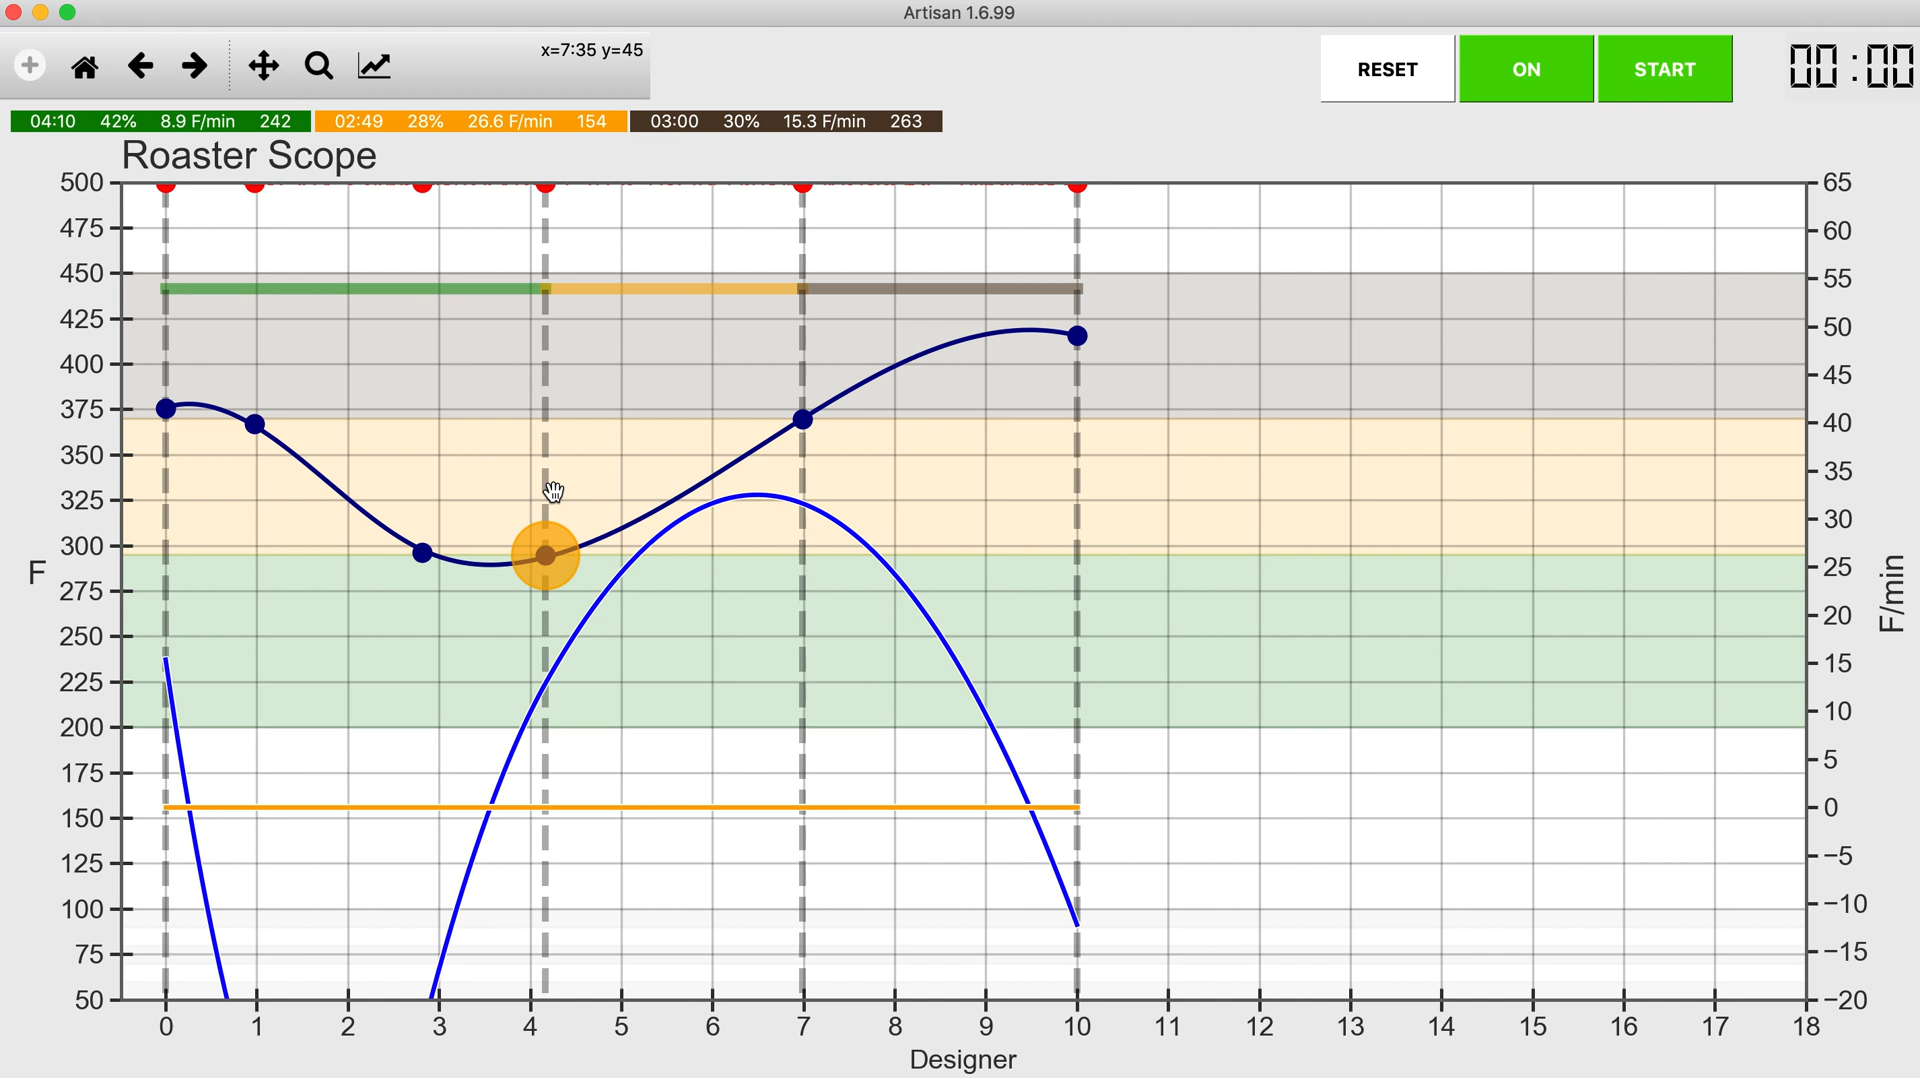 Artisan 1.6.99
x=7:35 y=45
RESET
ON
START
00:00
04:10 42% 8.9 F/min 242
02:49 28% 26.6 F/min 154
03:00 30% 15.3 F/min 263
Roaster Scope
500
475
450
425
400
375
350
325
300
275
250
225
200
175
150
125
100
75
50
F
65
60
55
50
45
40
35
30
25
20
15
10
5
0
−5
−10
−15
−20
F/min
0 1 2 3 4 5 6 7 8 9 10 11 12 13 14 15 16 17 18
Designer